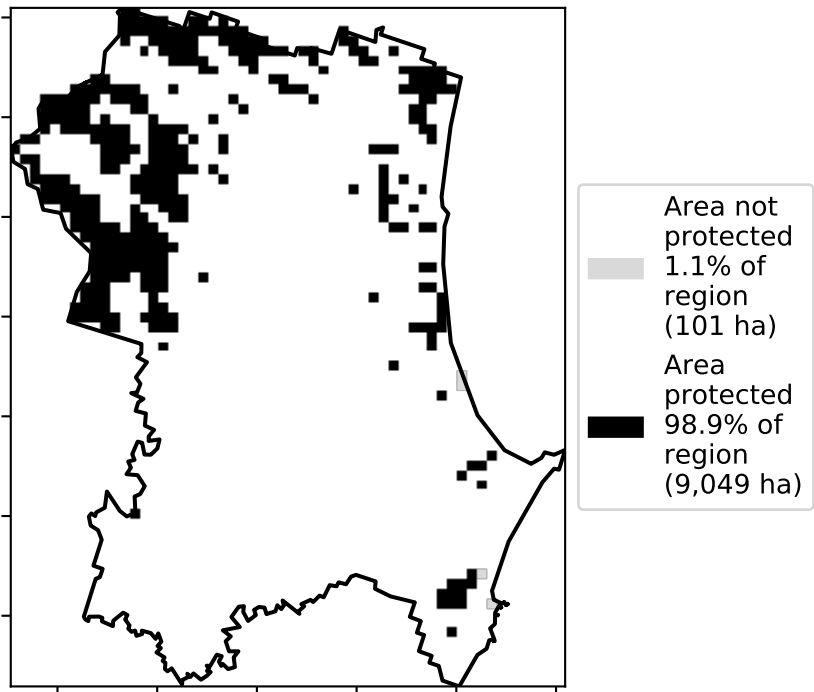 Area not
protected
1.1% of
region
(101 ha)
Area
protected
98.9% of
region
(9,049 ha)